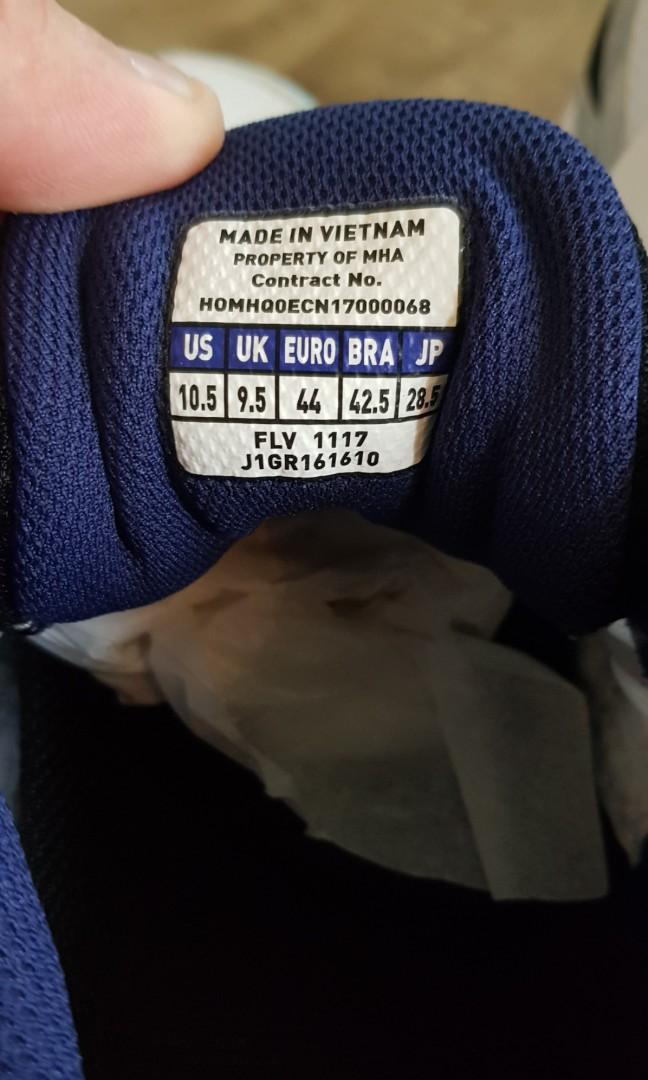 MADE IN VIETNAM
PROPERTY OF MHA
Contract No.
HOMHQ0ECN17000068
US UK EURO BRA JP
10.5 9.5 44 42.5 28.5
FLV 1117
J1GR161610